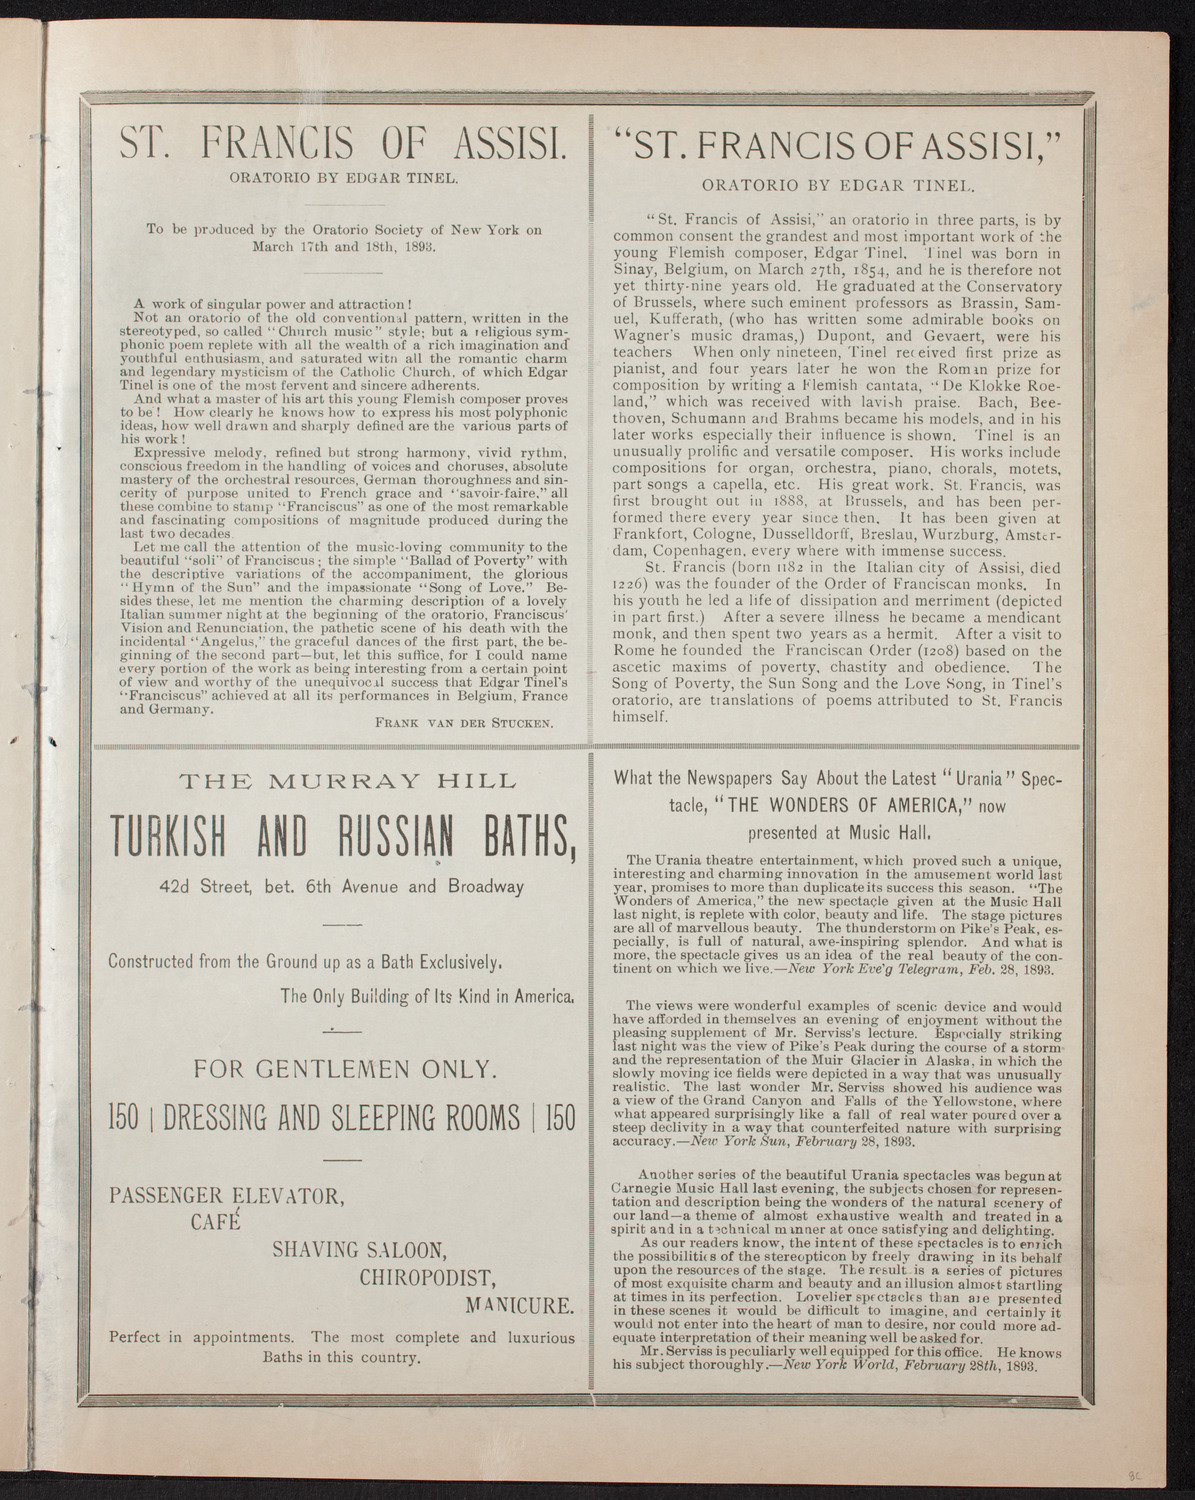 ST. FRANCIS OF ASSISI.
ORATORIO BY EDGAR TINEL.
To be produced by the Oratorio Society of New York on
March 17th and 18th, 1893.
A work of singular power and attraction!
Not an oratorio of the old conventional pattern, written in the
stereotyped, so called "Church music" style; but a religious sym-
phonic poem replete with all the wealth of a rich imagination and
youthful enthusiasm, and saturated with all the romantic charm
and legendary mysticism of the Catholic Church, of which Edgar
Tinel is one of the most fervent and sincere adherents.
And what a master of his art this young Flemish composer proves
to be! How clearly he knows how to express his most polyphonic
ideas, how well drawn and sharply defined are the various parts of
his work!
Expressive melody, refined but strong harmony, vivid rythm,
conscious freedom in the handling of voices and choruses, absolute
mastery of the orchestral resources, German thoroughness and sin-
cerity of purpose united to French grace and "savoir-faire," all
these combine to stamp "Franciscus" as one of the most remarkable
and fascinating compositions of magnitude produced during the
last two decades.
Let me call the attention of the music-loving community to the
beautiful "soli" of Franciscus; the simple "Ballad of Poverty" with
the descriptive variations of the accompaniment, the glorious
"Hymn of the Sun" and the impassionate "Song of Love." Be-
sides these, let me mention the charming description of a lovely
Italian summer night at the beginning of the oratorio, Franciscus'
Vision and Renunciation, the pathetic scene of his death with the
incidental "Angelus," the graceful dances of the first part, the be-
ginning of the second part—but, let this suffice, for I could name
every portion of the work as being interesting from a certain point
of view and worthy of the unequivocal success that Edgar Tinel's
"Franciscus" achieved at all its performances in Belgium, France
and Germany.
FRANK VAN DER STUCKEN.
"ST. FRANCIS OF ASSISI,"
ORATORIO BY EDGAR TINEL.
"St. Francis of Assisi," an oratorio in three parts, is by
common consent the grandest and most important work of the
young Flemish composer, Edgar Tinel. Tinel was born in
Sinay, Belgium, on March 27th, 1854, and he is therefore not
yet thirty-nine years old. He graduated at the Conservatory
of Brussels, where such eminent professors as Brassin, Sam-
uel, Kufferath, (who has written some admirable books on
Wagner's music dramas,) Dupont, and Gevaert, were his
teachers When only nineteen, Tinel received first prize as
pianist, and four years later he won the Roman prize for
composition by writing a Flemish cantata, "De Klokke Roe-
land," which was received with lavish praise. Bach, Bee-
thoven, Schumann and Brahms became his models, and in his
later works especially their influence is shown. Tinel is an
unusually prolific and versatile composer. His works include
compositions for organ, orchestra, piano, chorals, motets,
part songs a capella, etc. His great work, St. Francis, was
first brought out in 1888, at Brussels, and has been per-
formed there every year since then. It has been given at
Frankfort, Cologne, Dusselldorff, Breslau, Wurzburg, Amster-
dam, Copenhagen, every where with immense success.
St. Francis (born 1182 in the Italian city of Assisi, died
1226) was the founder of the Order of Franciscan monks. In
his youth he led a life of dissipation and merriment (depicted
in part first.) After a severe illness he became a mendicant
monk, and then spent two years as a hermit. After a visit to
Rome he founded the Franciscan Order (1208) based on the
ascetic maxims of poverty, chastity and obedience. The
Song of Poverty, the Sun Song and the Love Song, in Tinel's
oratorio, are translations of poems attributed to St. Francis
himself.
THE MURRAY HILL
TURKISH AND RUSSIAN BATHS,
42d Street, bet. 6th Avenue and Broadway
Constructed from the Ground up as a Bath Exclusively.
The Only Building of Its Kind in America.
FOR GENTLEMEN ONLY.
150 | DRESSING AND SLEEPING ROOMS | 150
PASSENGER ELEVATOR,
CAFÉ
SHAVING SALOON,
CHIROPODIST,
MANICURE.
Perfect in appointments. The most complete and luxurious
Baths in this country.
What the Newspapers Say About the Latest "Urania" Spec-
tacle, "THE WONDERS OF AMERICA," now
presented at Music Hall.
The Urania theatre entertainment, which proved such a unique,
interesting and charming innovation in the amusement world last
year, promises to more than duplicate its success this season. "The
Wonders of America," the new spectacle given at the Music Hall
last night, is replete with color, beauty and life. The stage pictures
are all of marvellous beauty. The thunderstorm on Pike's Peak, es-
pecially, is full of natural, awe-inspiring splendor. And what is
more, the spectacle gives us an idea of the real beauty of the con-
tinent on which we live.—New York Eve'g Telegram, Feb. 28, 1893.
The views were wonderful examples of scenic device and would
have afforded in themselves an evening of enjoyment without the
pleasing supplement of Mr. Serviss's lecture. Especially striking
last night was the view of Pike's Peak during the course of a storm
and the representation of the Muir Glacier in Alaska, in which the
slowly moving ice fields were depicted in a way that was unusually
realistic. The last wonder Mr. Serviss showed his audience was
a view of the Grand Canyon and Falls of the Yellowstone, where
what appeared surprisingly like a fall of real water poured over a
steep declivity in a way that counterfeited nature with surprising
accuracy.—New York Sun, February 28, 1893.
Another series of the beautiful Urania spectacles was begun at
Carnegie Music Hall last evening, the subjects chosen for represen-
tation and description being the wonders of the natural scenery of
our land—a theme of almost exhaustive wealth and treated in a
spirit and in a technical manner at once satisfying and delighting.
As our readers know, the intent of these spectacles is to enrich
the possibilities of the stereopticon by freely drawing in its behalf
upon the resources of the stage. The result is a series of pictures
of most exquisite charm and beauty and an illusion almost startling
at times in its perfection. Lovelier spectacles than are presented
in these scenes it would be difficult to imagine, and certainly it
would not enter into the heart of man to desire, nor could more ad-
equate interpretation of their meaning well be asked for.
Mr. Serviss is peculiarly well equipped for this office. He knows
his subject thoroughly.—New York World, February 28th, 1893.
8c